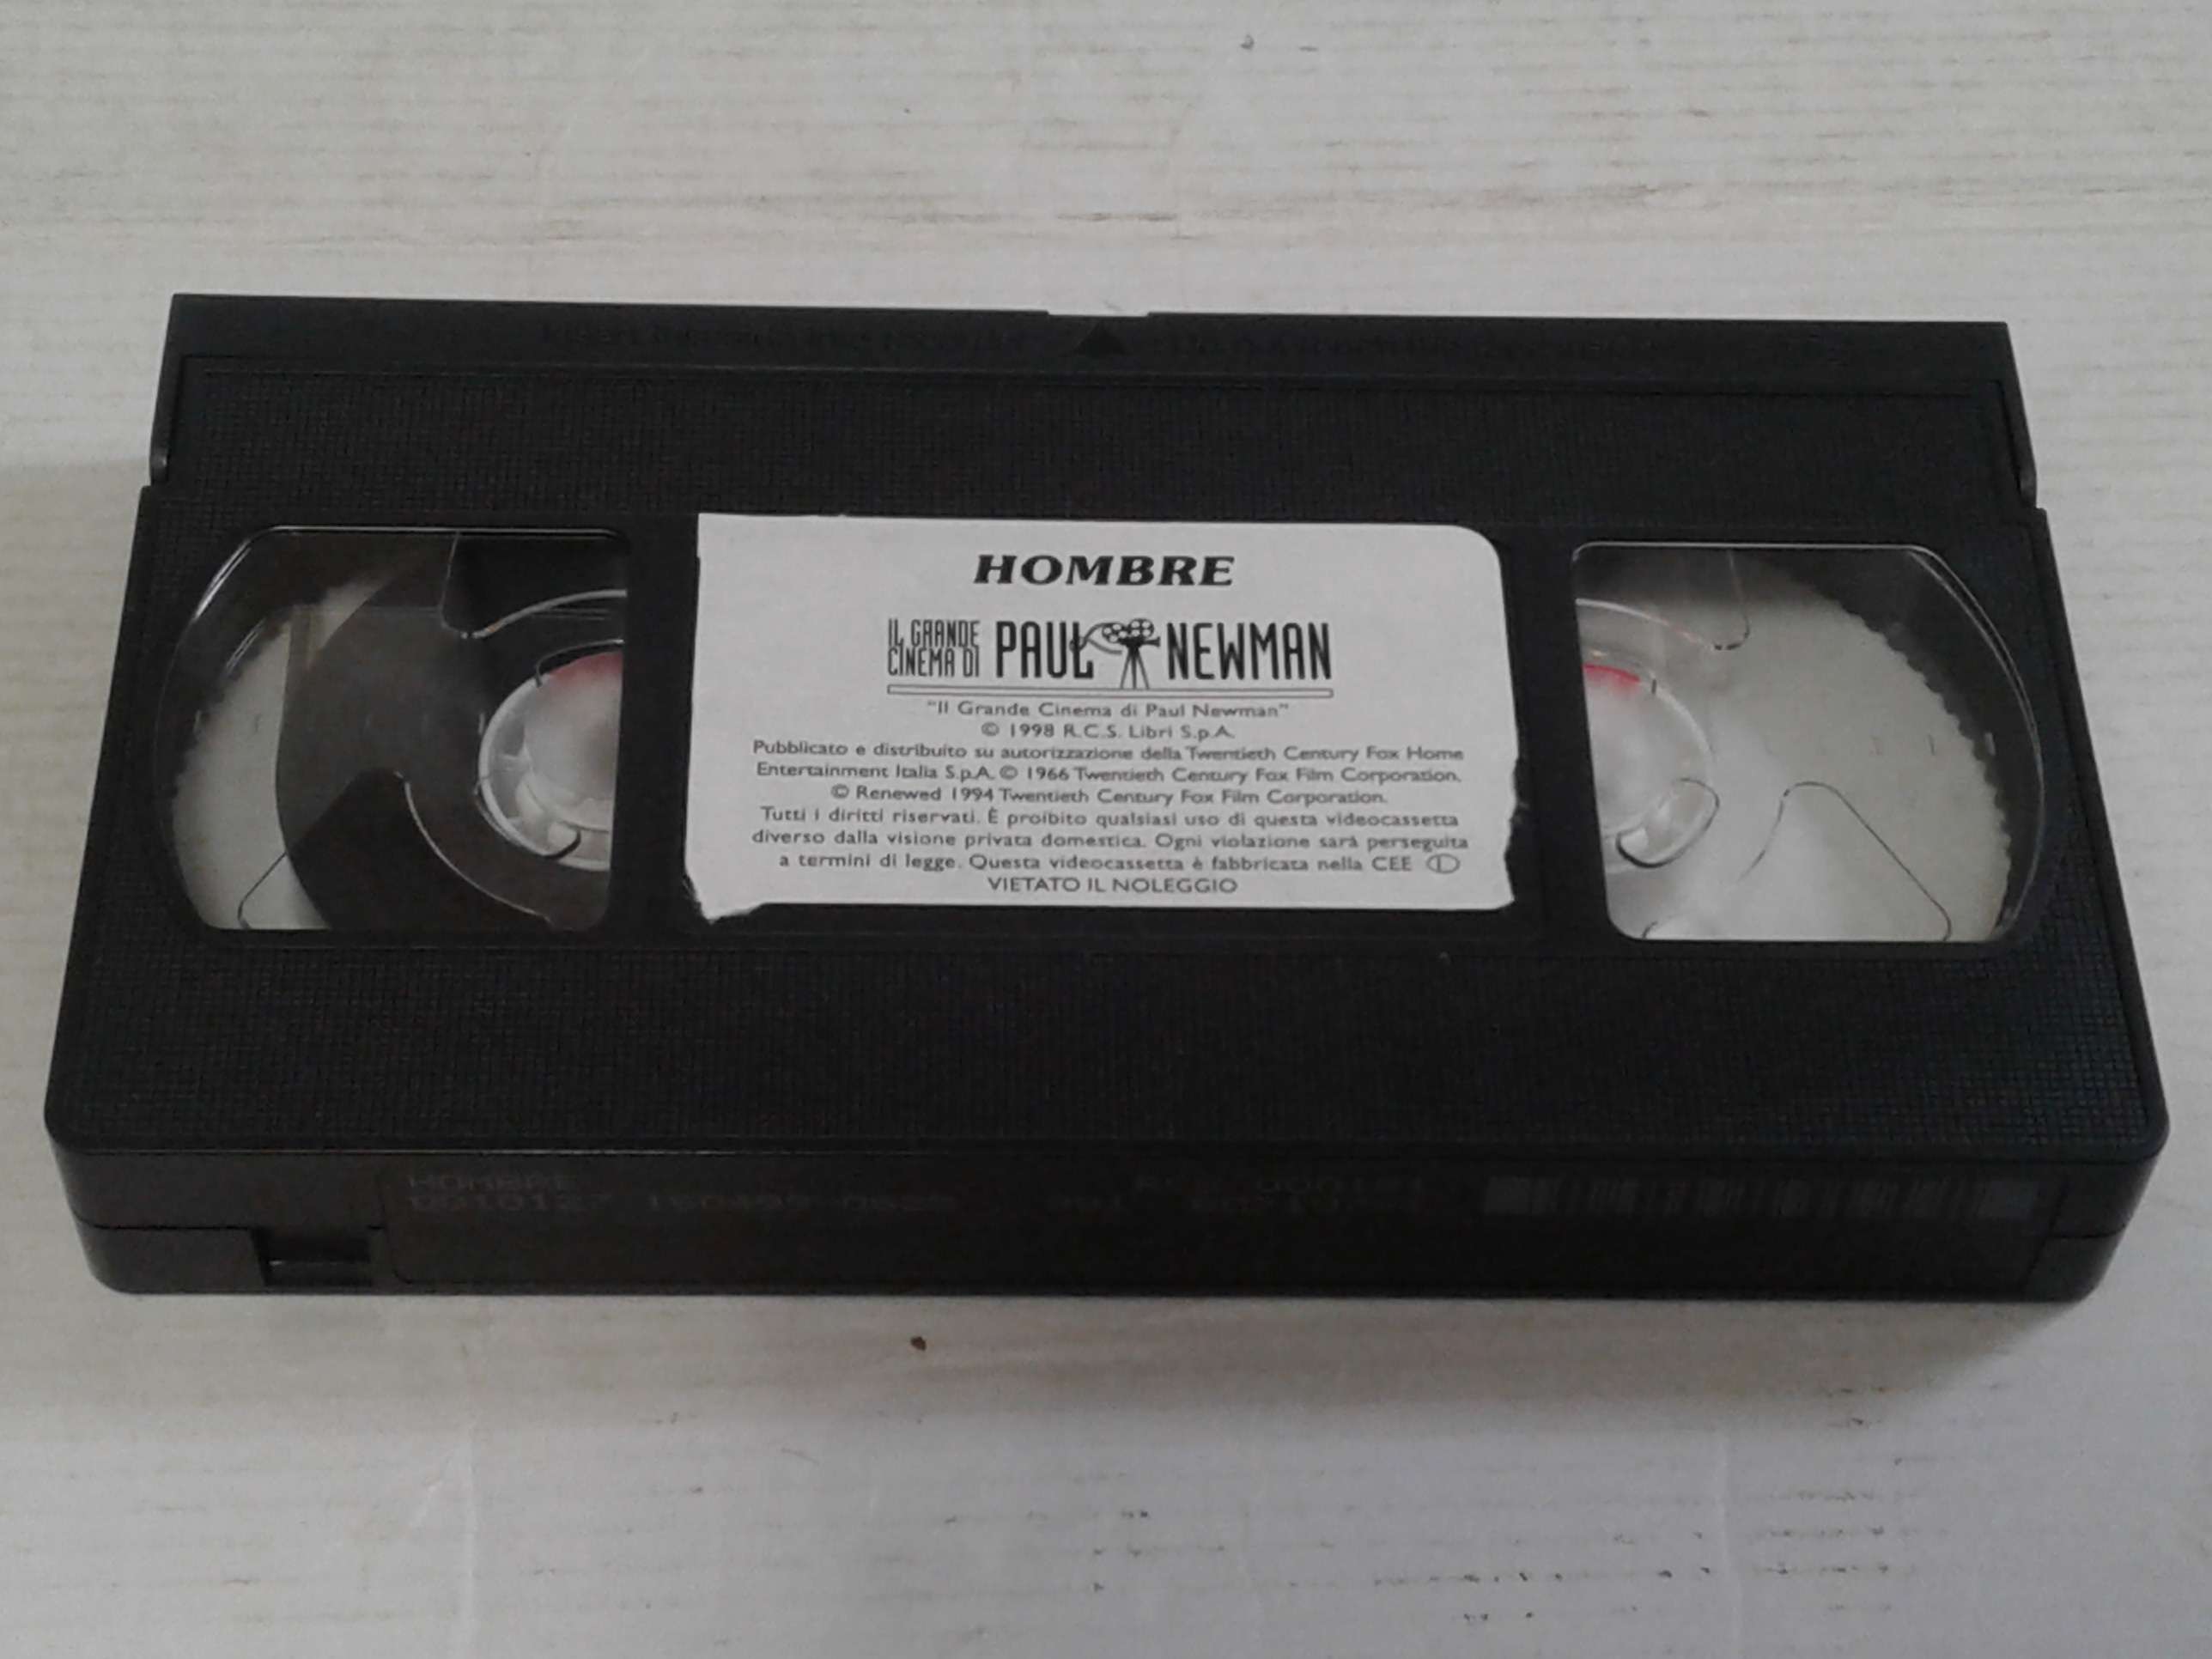 HOMBRE
IL GRANDE
CINEMA DI
PAUL NEWMAN
"Il Grande Cinema di Paul Newman"
© 1998 R.C.S. Libri S.p.A.
Pubblicato e distribuito su autorizzazione della Twentieth Century Fox Home
Entertainment Italia S.p.A. © 1966 Twentieth Century Fox Film Corporation.
© Renewed 1994 Twentieth Century Fox Film Corporation.
Tutti i diritti riservati. È proibito qualsiasi uso di questa videocassetta
diverso dalla visione privata domestica. Ogni violazione sarà perseguita
a termini di legge. Questa videocassetta è fabbricata nella CEE
VIETATO IL NOLEGGIO
HOMBRE